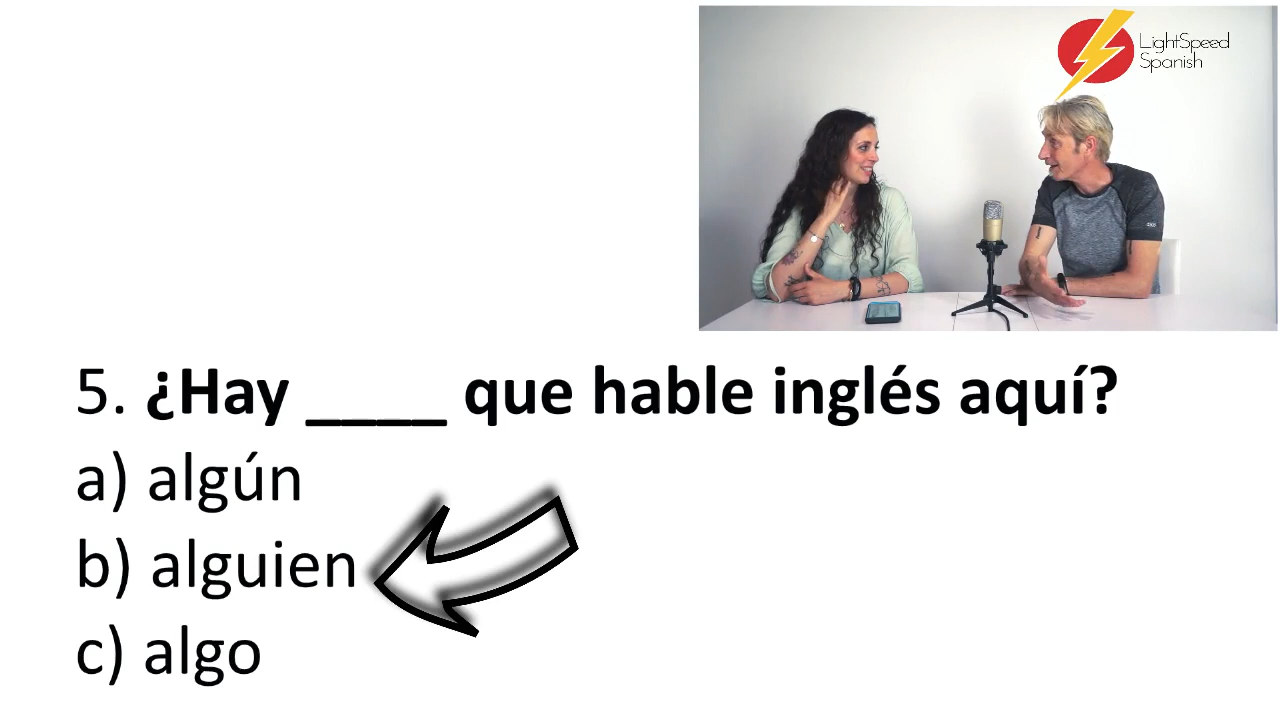 LightSpeed
Spanish
5. ¿Hay ____ que hable inglés aquí?
a) algún
b) alguien
c) algo